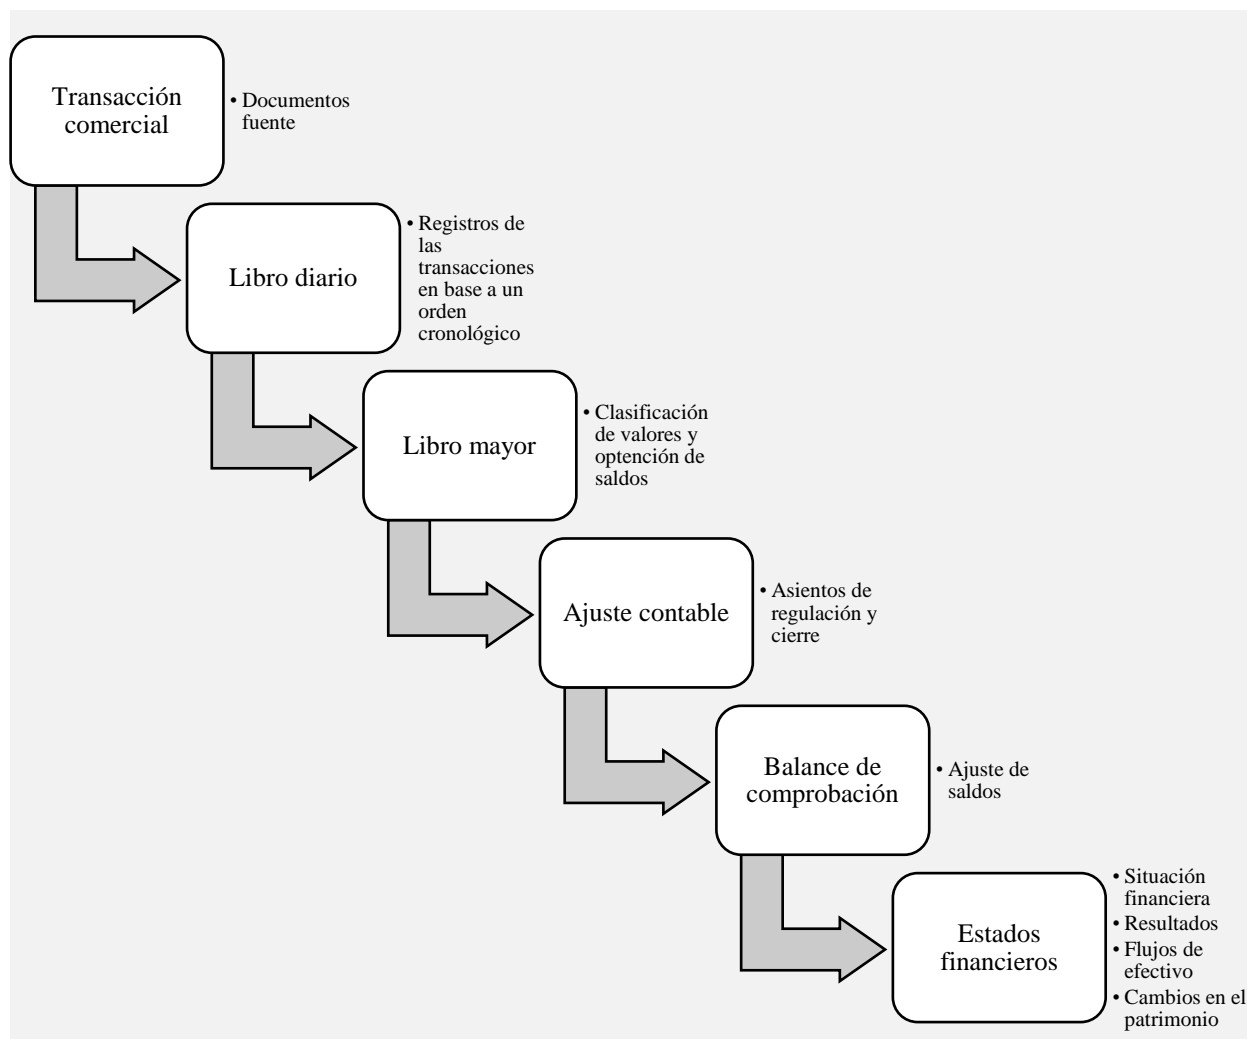 Transacción
comercial
• Documentos
fuente
Libro diario
• Registros de
las
transacciones
en base a un
orden
cronológico
Libro mayor
• Clasificación
de valores y
optención de
saldos
Ajuste contable
• Asientos de
regulación y
cierre
Balance de
comprobación
• Ajuste de
saldos
Estados
financieros
• Situación
financiera
• Resultados
• Flujos de
efectivo
• Cambios en el
patrimonio